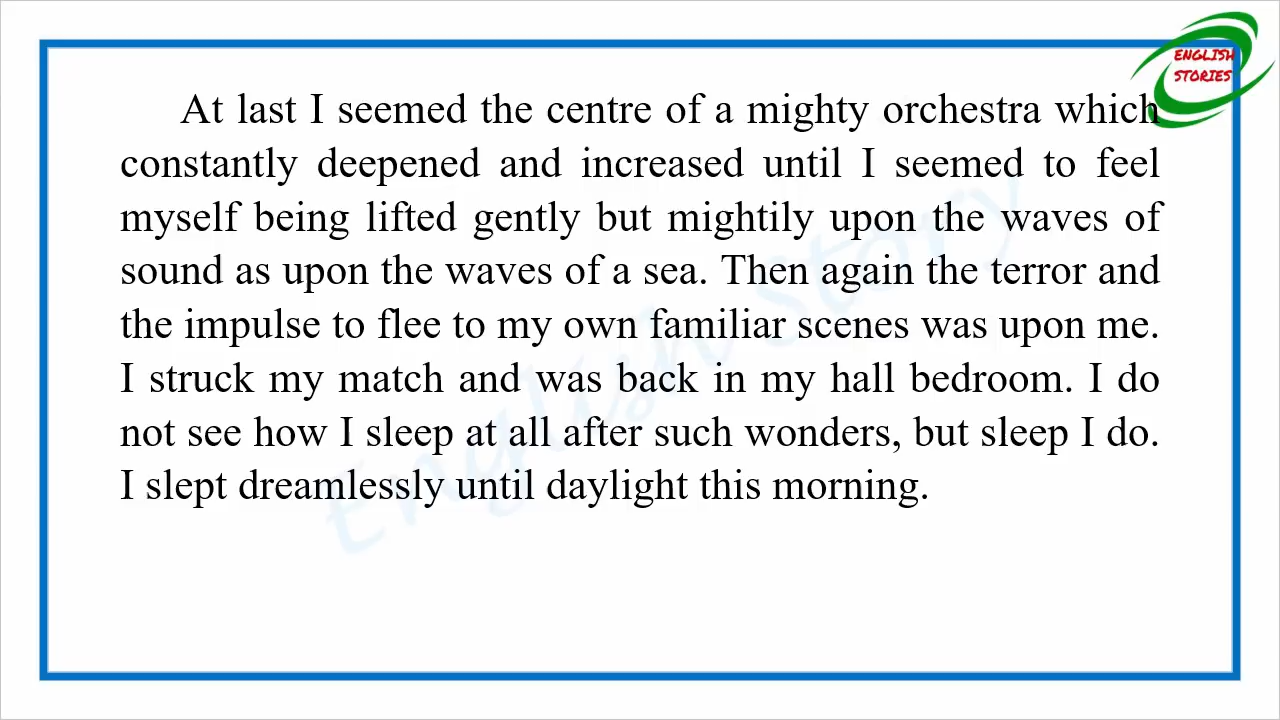 ENGLISH
STORIES
At last I seemed the centre of a mighty orchestra which
constantly deepened and increased until I seemed to feel
myself being lifted gently but mightily upon the waves of
sound as upon the waves of a sea. Then again the terror and
the impulse to flee to my own familiar scenes was upon me.
I struck my match and was back in my hall bedroom. I do
not see how I sleep at all after such wonders, but sleep I do.
I slept dreamlessly until daylight this morning.
English Story